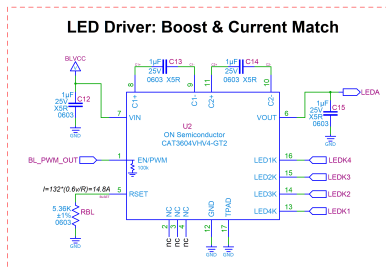 LED Driver: Boost & Current Match
BLVCC
1µF C13
25V
X5R
0603
1µF C14
25V
X5R
0603
8 9 11 10
C1+ C1- C2+ C2-
1µF
25V
X5R
0603
C12
GND
7 VIN
U2
ON Semiconductor
CAT3604VHV4-GT2
VOUT 6
LEDA
1µF
25V
X5R
0603
C15
GND
BL_PWM_OUT 1 EN/PWM
100k
LED1K 16 LEDK4
LED2K 15 LEDK3
LED3K 14 LEDK2
LED4K 13 LEDK1
I=132*(0.6v/R)=14.8A
5 RSET
5.36K
±1%
0603
RBL
GND
NC NC NC GND TPAD
2 3 4 12 17
nc nc nc
GND